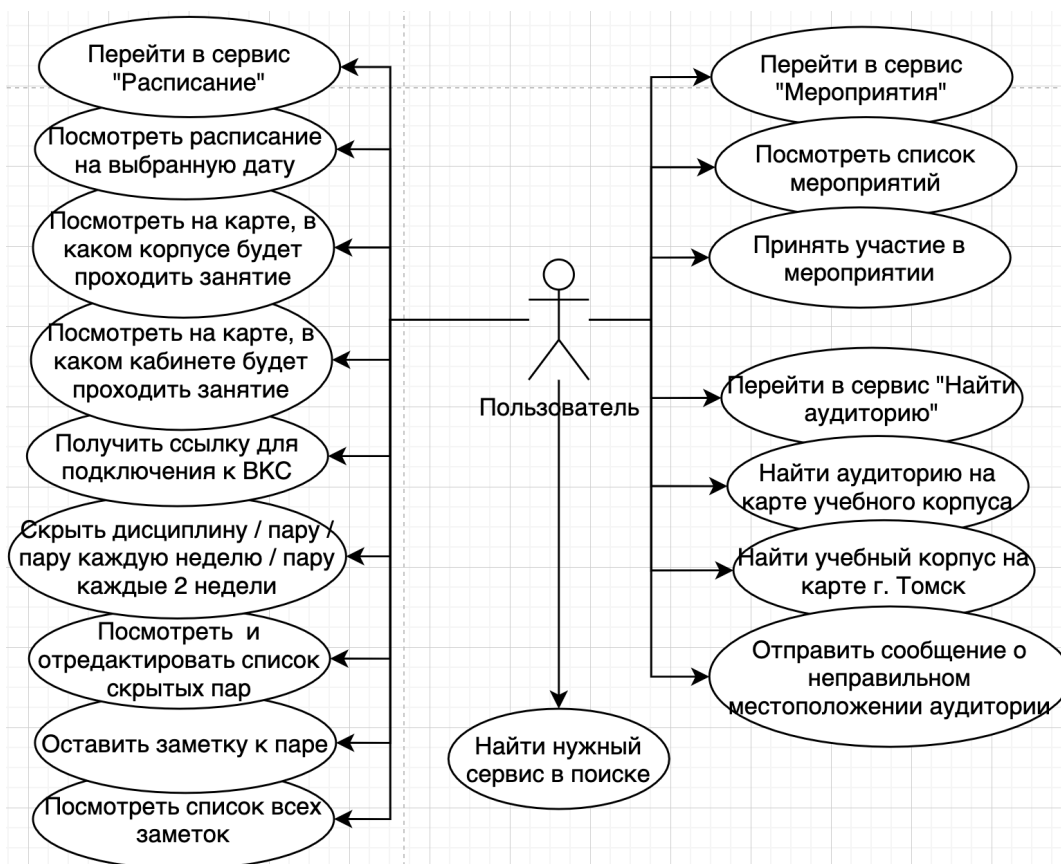 Перейти в сервис
"Расписание"
Посмотреть расписание
на выбранную дату
Посмотреть на карте, в
каком корпусе будет
проходить занятие
Посмотреть на карте, в
каком кабинете будет
проходить занятие
Получить ссылку для
подключения к ВКС
Скрыть дисциплину / пару /
пару каждую неделю / пару
каждые 2 недели
Посмотреть и
отредактировать список
скрытых пар
Оставить заметку к паре
Посмотреть список всех
заметок
Пользователь
Найти нужный
сервис в поиске
Перейти в сервис
"Мероприятия"
Посмотреть список
мероприятий
Принять участие в
мероприятии
Перейти в сервис "Найти
аудиторию"
Найти аудиторию на
карте учебного корпуса
Найти учебный корпус на
карте г. Томск
Отправить сообщение о
неправильном
местоположении аудитории